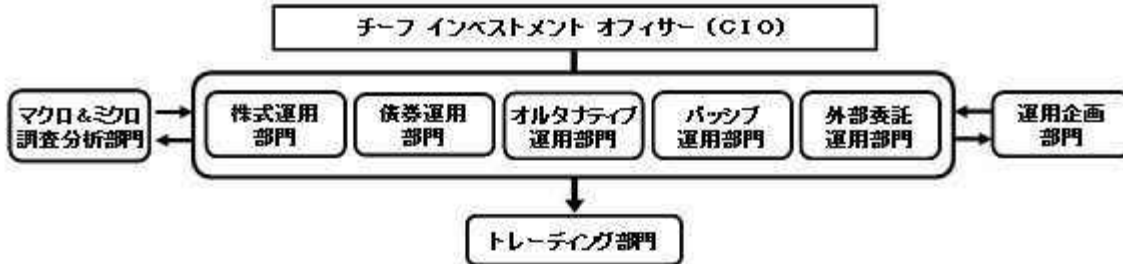 チーフ インベストメント オフィサー（ＣＩＯ）
マクロ＆ミクロ
調査分析部門
株式運用
部門
債券運用
部門
オルタナティブ
運用部門
パッシブ
運用部門
外部委託
運用部門
運用企画
部門
トレーディング部門